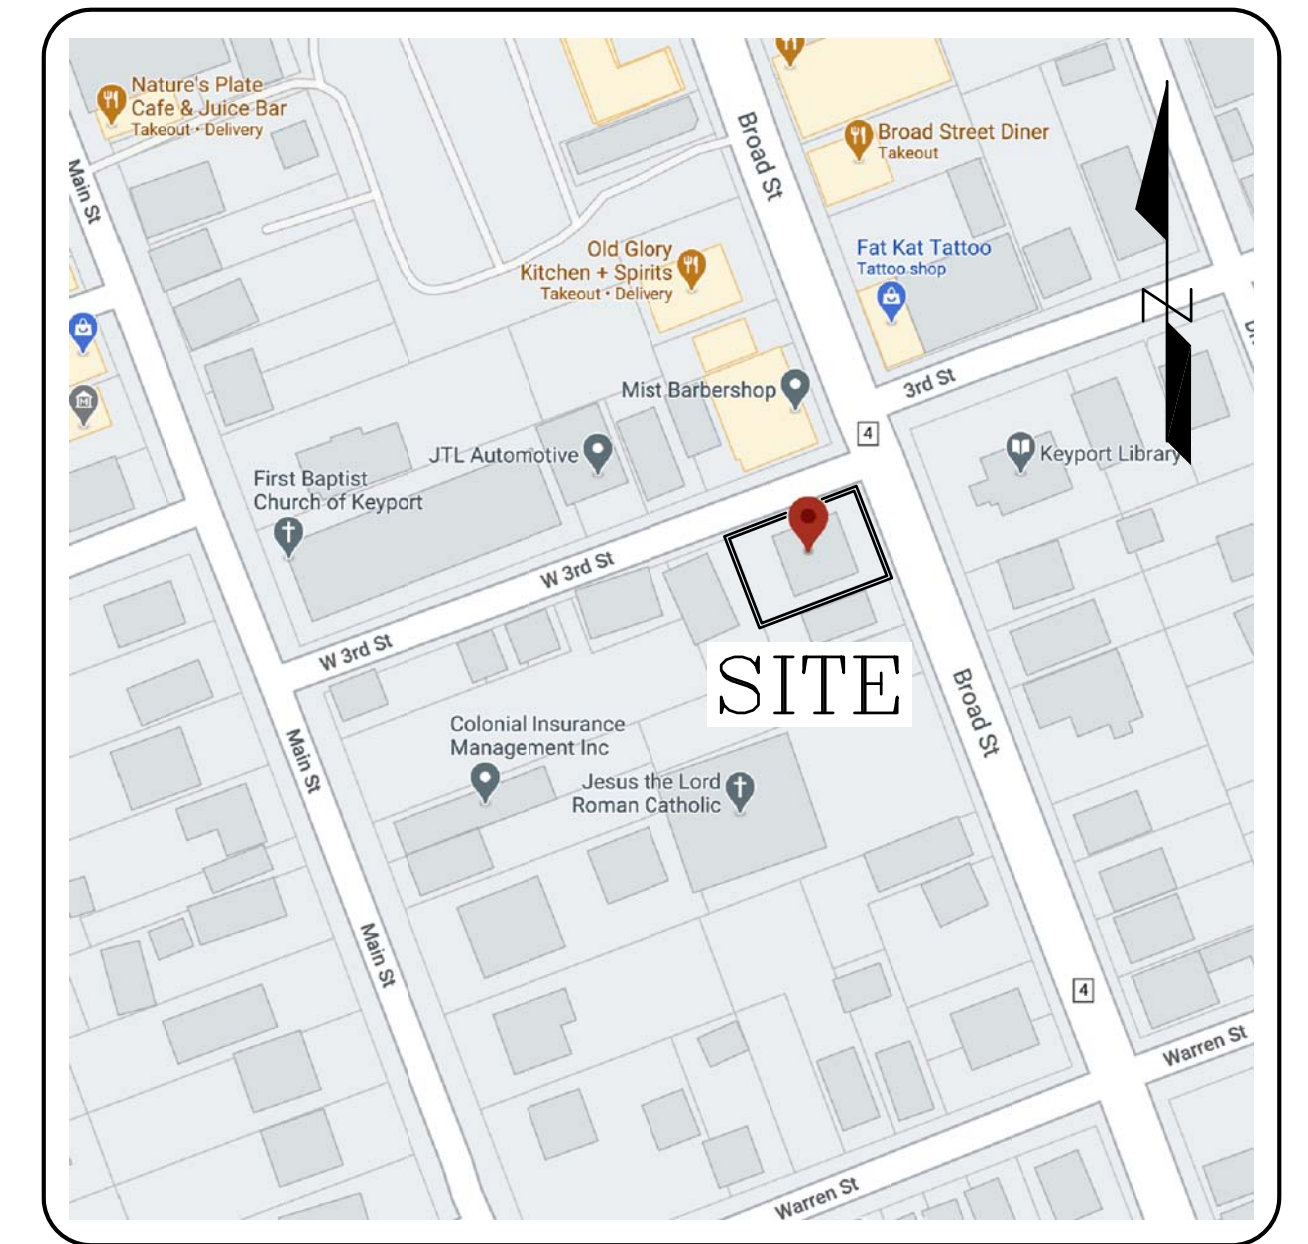 Nature's Plate
Cafe & Juice Bar
Takeout • Delivery
Main St
Broad St
Broad Street Diner
Takeout
Old Glory
Kitchen + Spirits
Takeout • Delivery
Fat Kat Tattoo
Tattoo shop
N
3rd St
Mist Barbershop
4
JTL Automotive
Keyport Library
First Baptist
Church of Keyport
W 3rd St
W 3rd St
SITE
Broad St
Colonial Insurance
Management Inc
Main St
Jesus the Lord
Roman Catholic
Main St
4
Warren St
Warren St